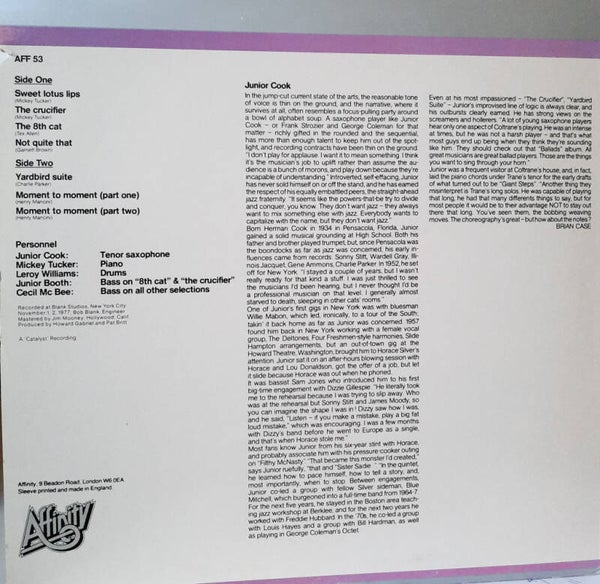 AFF 53
Side One
Sweet lotus lips
(Mickey Tucker)
The crucifier
(Mickey Tucker)
The 8th cat
(Tex Allen)
Not quite that
(Garnett Brown)
Side Two
Yardbird suite
(Charlie Parker)
Moment to moment (part one)
(Henry Mancini)
Moment to moment (part two)
(Henry Mancini)
Personnel
Junior Cook: Tenor saxophone
Mickey Tucker: Piano
Leroy Williams: Drums
Junior Booth: Bass on "8th cat" & "the crucifier"
Cecil Mc Bee: Bass on all other selections
Recorded at Blank Studios, New York City
November 1, 2, 1977, Bob Blank, Engineer
Mastered by Jim Mooney, Hollywood, Calif.
Produced by Howard Gabriel and Pat Britt
A 'Catalyst' Recording
Affinity, 9 Beadon Road, London W6 0EA
Sleeve printed and made in England
Affinity
Junior Cook
In the jump-cut current state of the arts, the reasonable tone
of voice is thin on the ground, and the narrative, where it
survives at all, often resembles a focus-pulling party around
a bowl of alphabet soup. A saxophone player like Junior
Cook – or Frank Strozier and George Coleman for that
matter – richly gifted in the rounded and the sequential,
has more than enough talent to keep him out of the spot-
light, and recording contracts have been thin on the ground.
"I don't play for applause. I want it to mean something. I think
it's the musician's job to uplift rather than assume the au-
dience is a bunch of morons, and play down because they're
incapable of understanding." Introverted, self-effacing, Junior
has never sold himself on or off the stand, and he has earned
the respect of his equally embattled peers, the straight-ahead
jazz fraternity. "It seems like the powers-that-be try to divide
and conquer, you know. They don't want jazz – they always
want to mix something else with jazz. Everybody wants to
capitalize with the name, but they don't want jazz."
Born Herman Cook in 1934 in Pensacola, Florida, Junior
gained a solid musical grounding at High School. Both his
father and brother played trumpet, but, since Pensacola was
the boondocks as far as jazz was concerned, his early in-
fluences came from records: Sonny Stitt, Wardell Gray, Illi-
nois Jacquet, Gene Ammons, Charlie Parker. In 1952, he set
off for New York. "I stayed a couple of years, but I wasn't
really ready for that kind of stuff. I was just thrilled to see
the musicians I'd been hearing, but I never thought I'd be
a professional musician on that level. I generally almost
starved to death, sleeping in other cats' rooms."
One of Junior's first gigs in New York was with bluesman
Willie Mabon, which led, ironically, to a tour of the South;
takin' it back home as far as Junior was concerned. 1957
found him back in New York working with a female vocal
group, The Deltones, Four Freshmen-style harmonies, Slide
Hampton arrangements, but an out-of-town gig at the
Howard Theatre, Washington, brought him to Horace Silver's
attention. Junior sat it on an after-hours blowing session with
Horace and Lou Donaldson, got the offer of a job, but let
it slide because Horace was out when he phoned.
It was bassist Sam Jones who introduced him to his first
big-time engagement with Dizzie Gillespie. "He literally took
me to the rehearsal because I was trying to slip away. Who
was at the rehearsal but Sonny Stitt and James Moody, so
you can imagine the shape I was in! Dizzy saw how I was,
and he said, "Listen – if you make a mistake, play a big fat
loud mistake," which was encouraging. I was a few months
with Dizzy's band before he went to Europe as a single,
and that's when Horace stole me."
Most fans know Junior from his six-year stint with Horace,
and probably associate him with his pressure cooker outing
on "Filthy McNasty". "That became this monster I'd created,"
says Junior ruefully, "that and "Sister Sadie". "In the quintet,
he learned how to pace himself, how to tell a story, and,
most importantly, when to stop. Between engagements,
Junior co-led a group with fellow Silver sideman, Blue
Mitchell, which burgeoned into a full-time band from 1964-7.
For the next five years, he stayed in the Boston area teach-
ing jazz workshop at Berklee, and for the next two years he
worked with Freddie Hubbard. In the '70s, he co-led a group
with Louis Hayes and a group with Bill Hardman, as well
as playing in George Coleman's Octet.
Even at his most impassioned – "The Crucifier", "Yardbird
Suite" – Junior's improvised line of logic is always clear, and
his outbursts clearly earned. He has strong views on the
screamers and hollerers. "A lot of young saxophone players
hear only one aspect of Coltrane's playing. He was an intense
at times, but he was not a harsh player – and that's what
most guys end up being when they think they're sounding
like him. They should check out that "Ballads" album. All
great musicians are great ballad players. Those are the things
you want to sing through your horn."
Junior was a frequent visitor at Coltrane's house, and, in fact,
laid the piano chords under Trane's tenor for the early drafts
of what turned out to be "Giant Steps". "Another thing they
misinterpret is Trane's long solos. He was capable of playing
that long, he had that many different things to say, but for
most people it would be to their advantage NOT to stay out
there that long. You've seen them, the bobbing weaving
moves. The choreography's great – but how about the notes?
BRIAN CASE